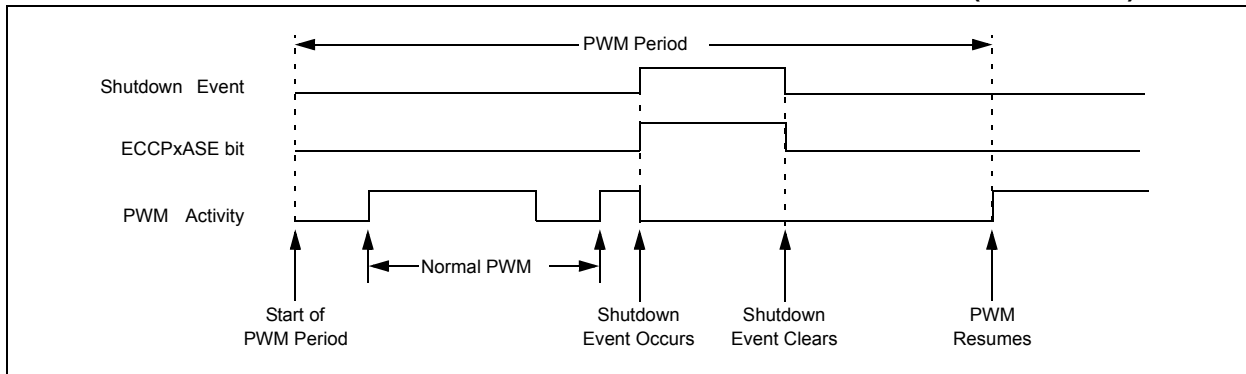 PWM Period
Shutdown Event
ECCPxASE bit
PWM Activity
Normal PWM
Start of
PWM Period
Shutdown
Event Occurs
Shutdown
Event Clears
PWM
Resumes